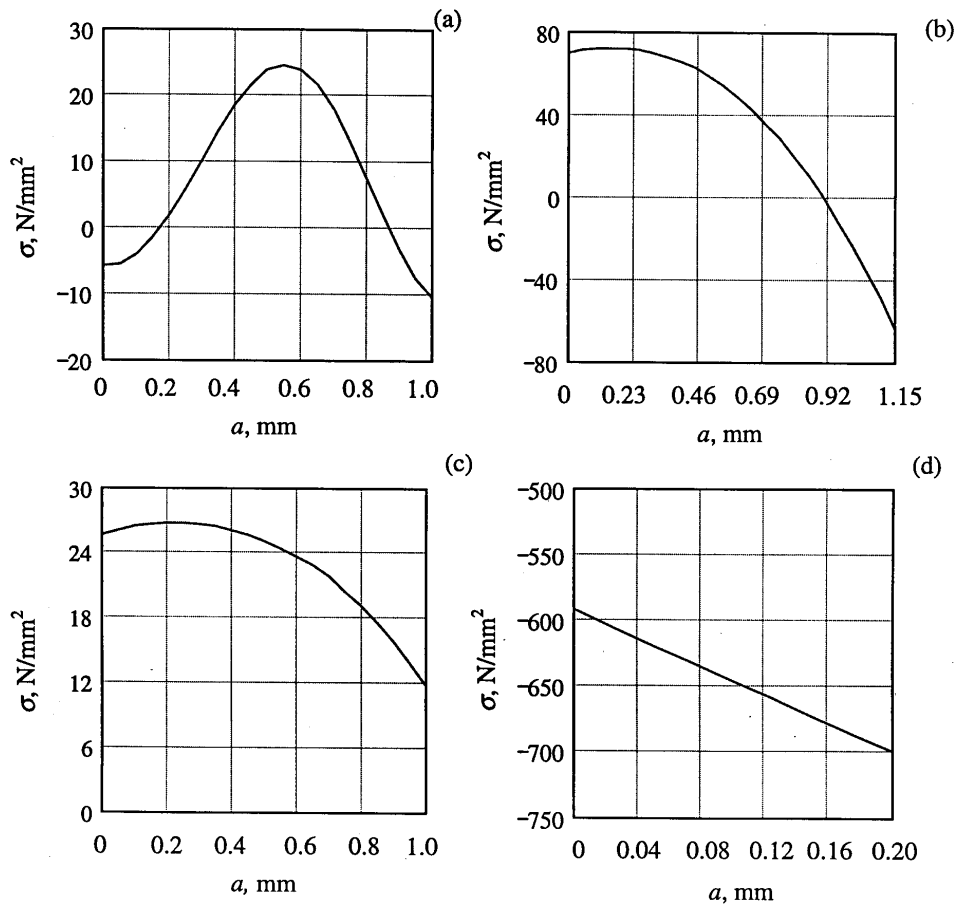 (a)
30
20
10
0
−10
−20
σ, N/mm²
0 0.2 0.4 0.6 0.8 1.0
a, mm
(b)
80
40
0
−40
−80
σ, N/mm²
0 0.23 0.46 0.69 0.92 1.15
a, mm
(c)
30
24
18
12
6
0
σ, N/mm²
0 0.2 0.4 0.6 0.8 1.0
a, mm
(d)
−500
−550
−600
−650
−700
−750
σ, N/mm²
0 0.04 0.08 0.12 0.16 0.20
a, mm